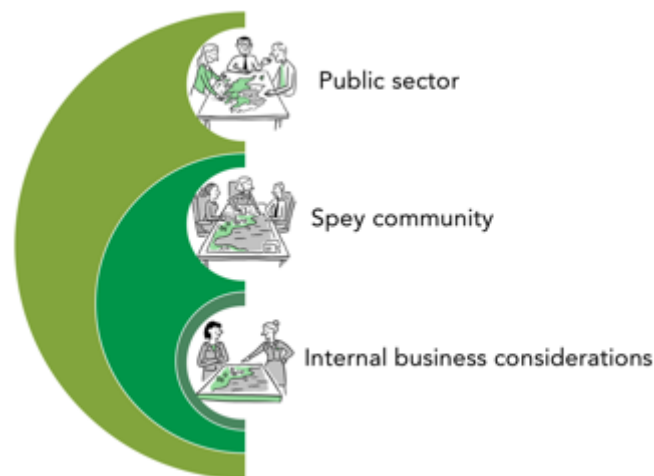 Public sector
Spey community
Internal business considerations